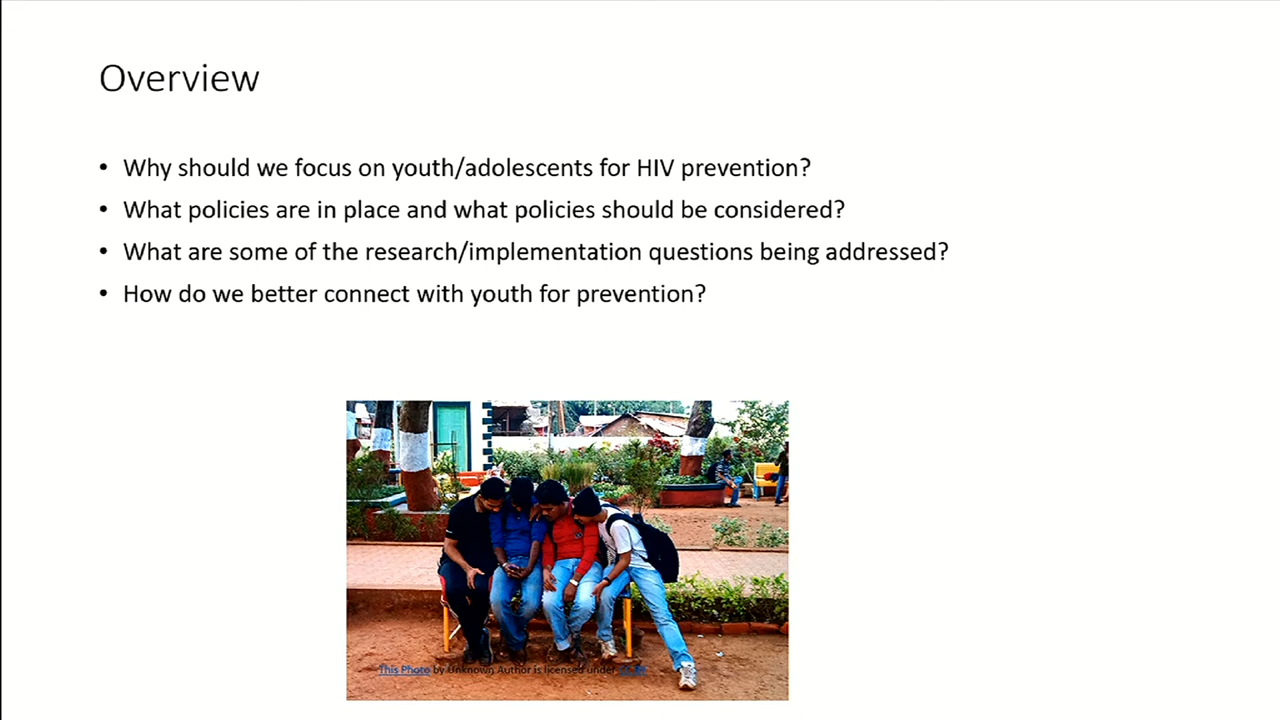 Overview
• Why should we focus on youth/adolescents for HIV prevention?
• What policies are in place and what policies should be considered?
• What are some of the research/implementation questions being addressed?
• How do we better connect with youth for prevention?
This Photo by Unknown Author is licensed under